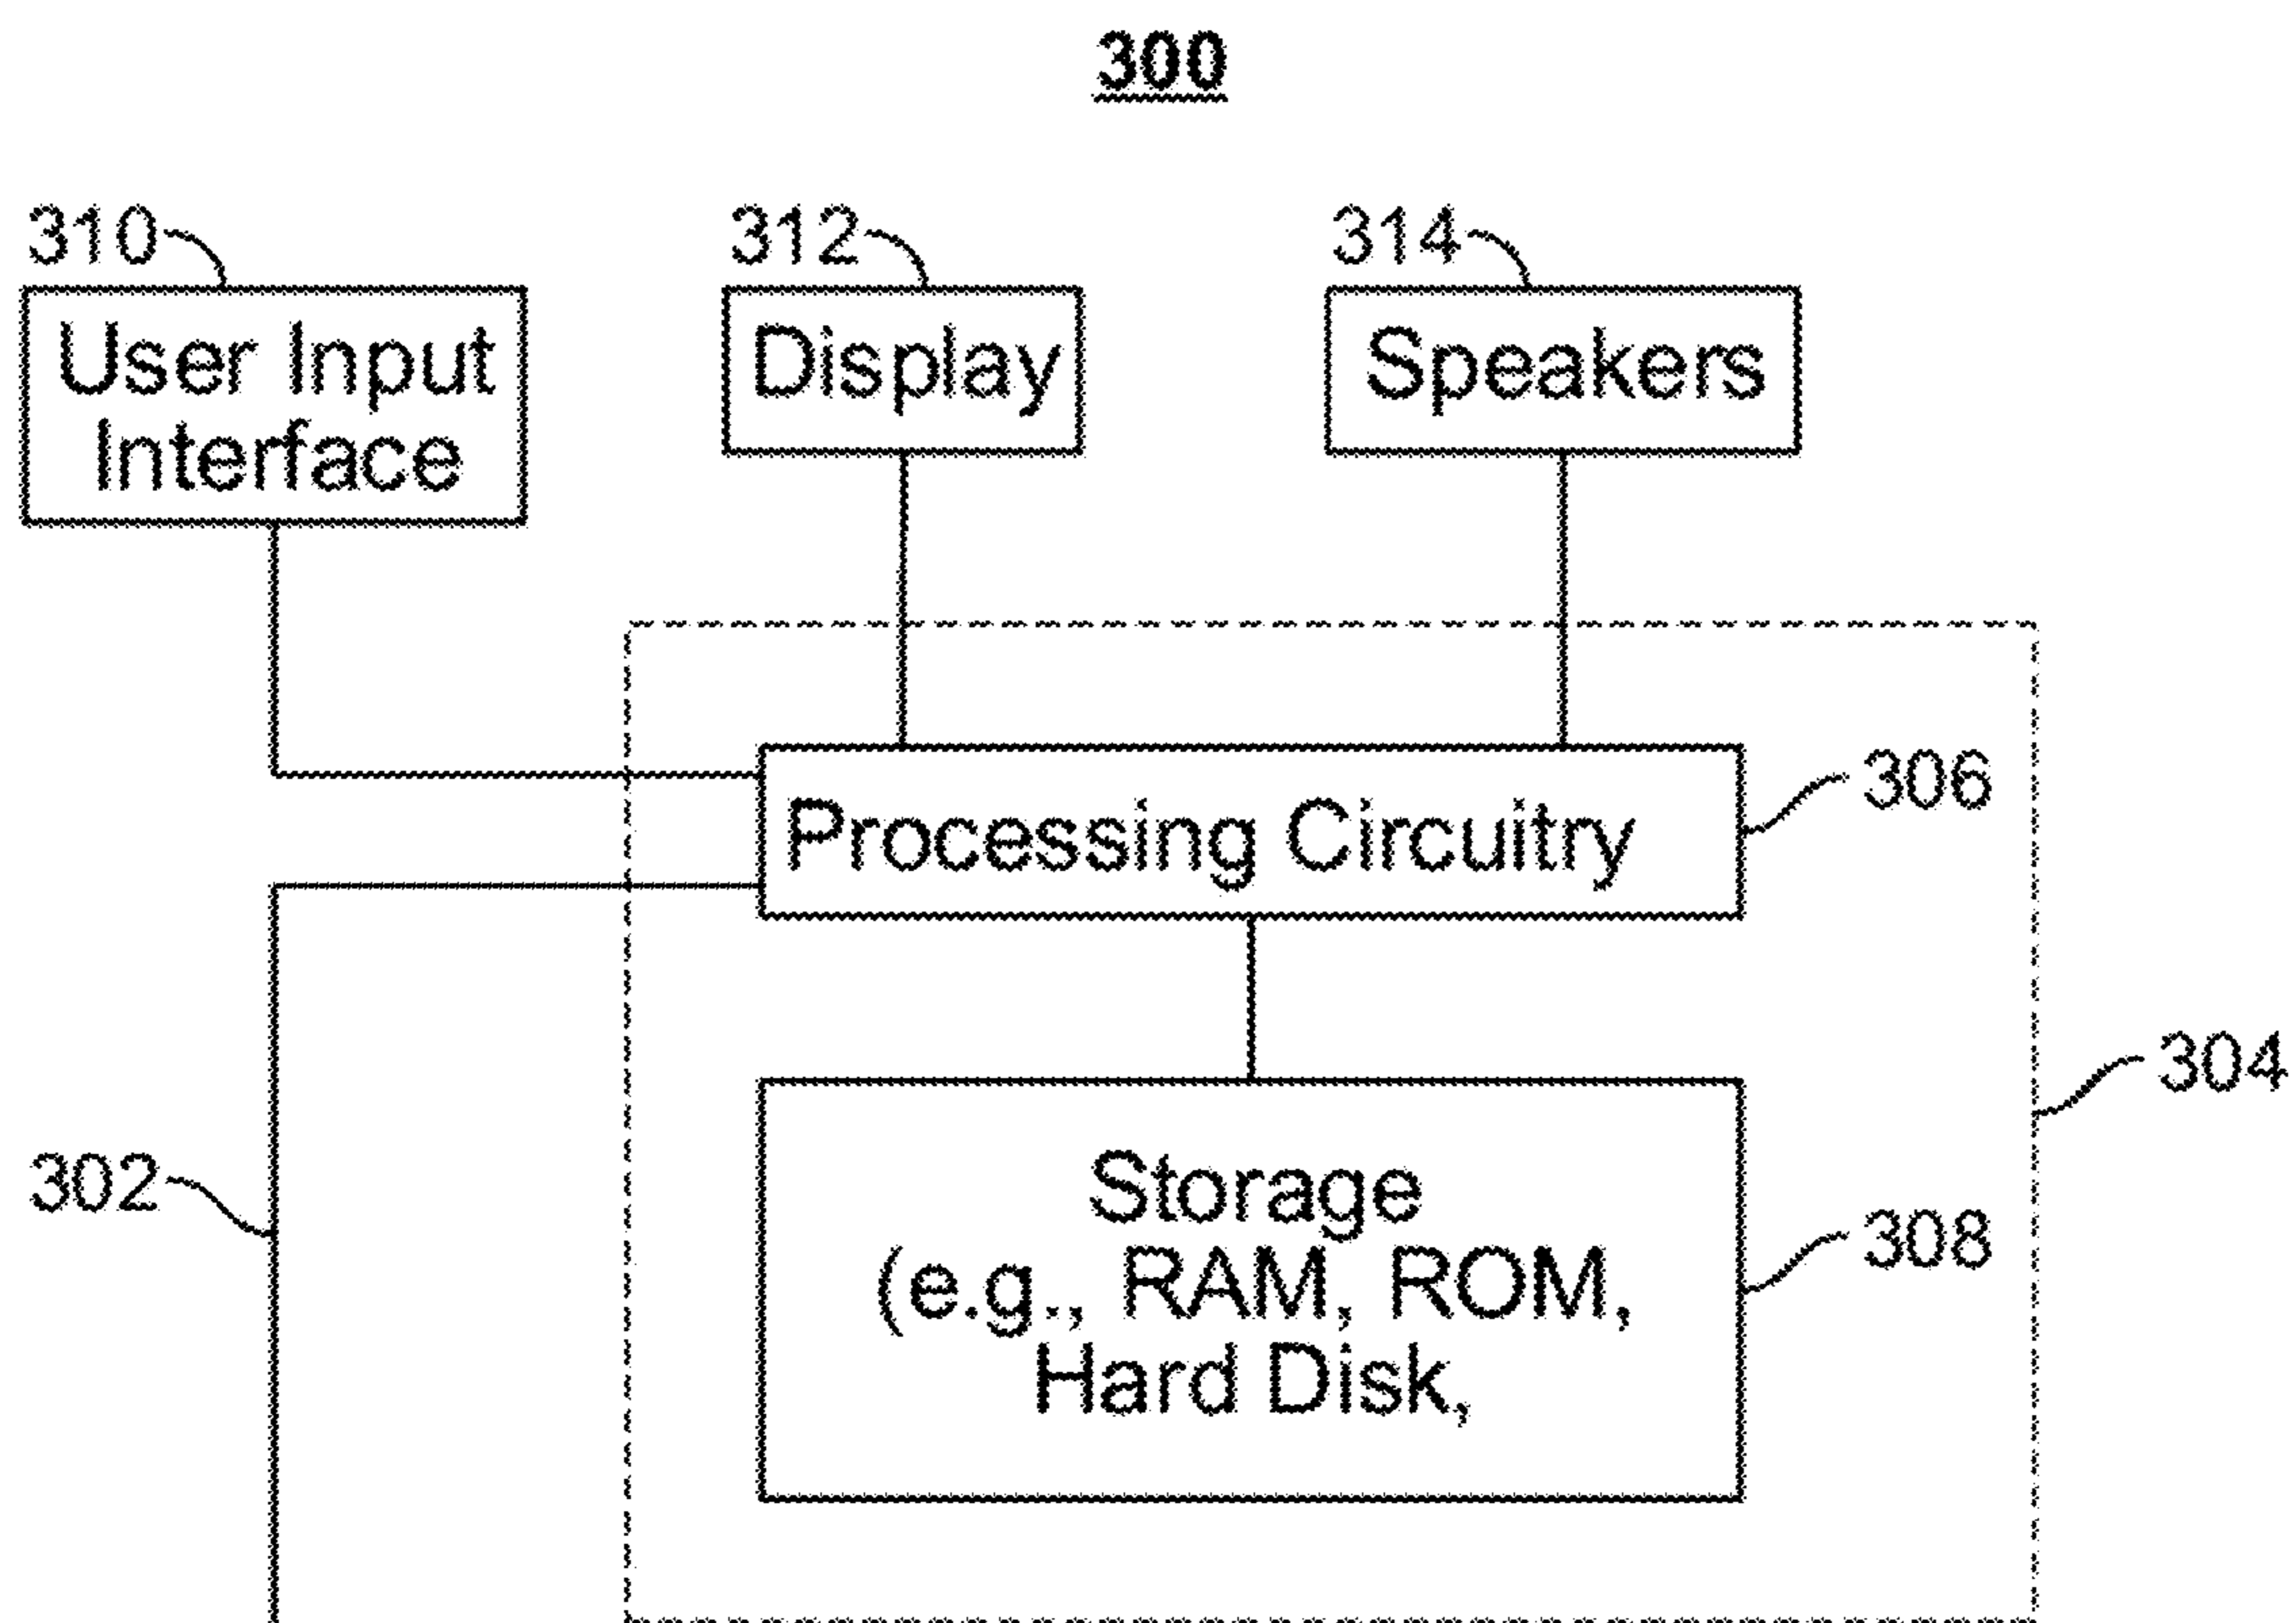 300
310
312
314
User Input
Interface
Display
Speakers
Processing Circuitry
306
304
302
Storage
(e.g., RAM, ROM,
Hard Disk,
308